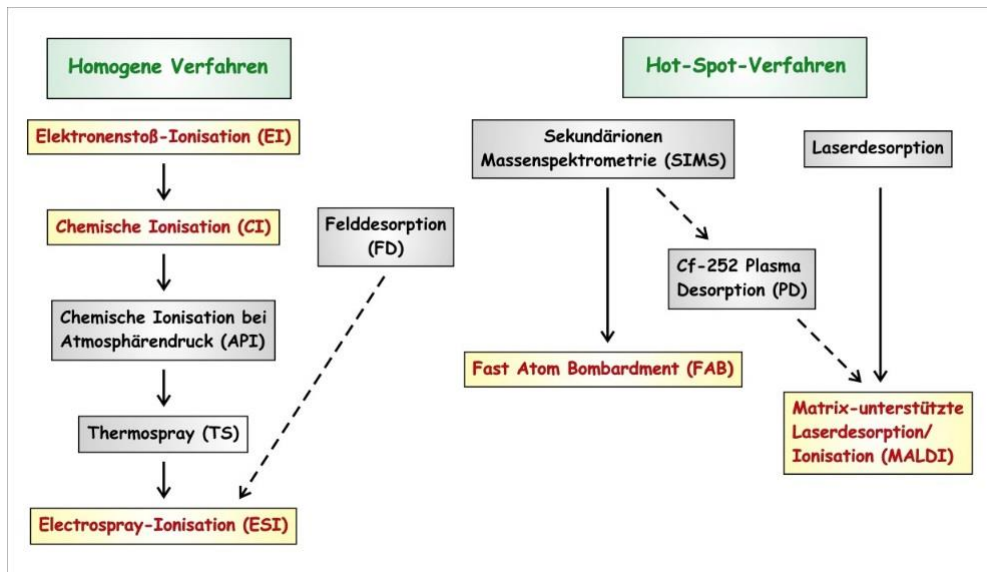 Homogene Verfahren
Elektronenstoß-Ionisation (EI)
Chemische Ionisation (CI)
Felddesorption
(FD)
Chemische Ionisation bei
Atmosphärendruck (API)
Thermospray (TS)
Electrospray-Ionisation (ESI)
Hot-Spot-Verfahren
Sekundärionen
Massenspektrometrie (SIMS)
Laserdesorption
Cf-252 Plasma
Desorption (PD)
Fast Atom Bombardment (FAB)
Matrix-unterstützte
Laserdesorption/
Ionisation (MALDI)